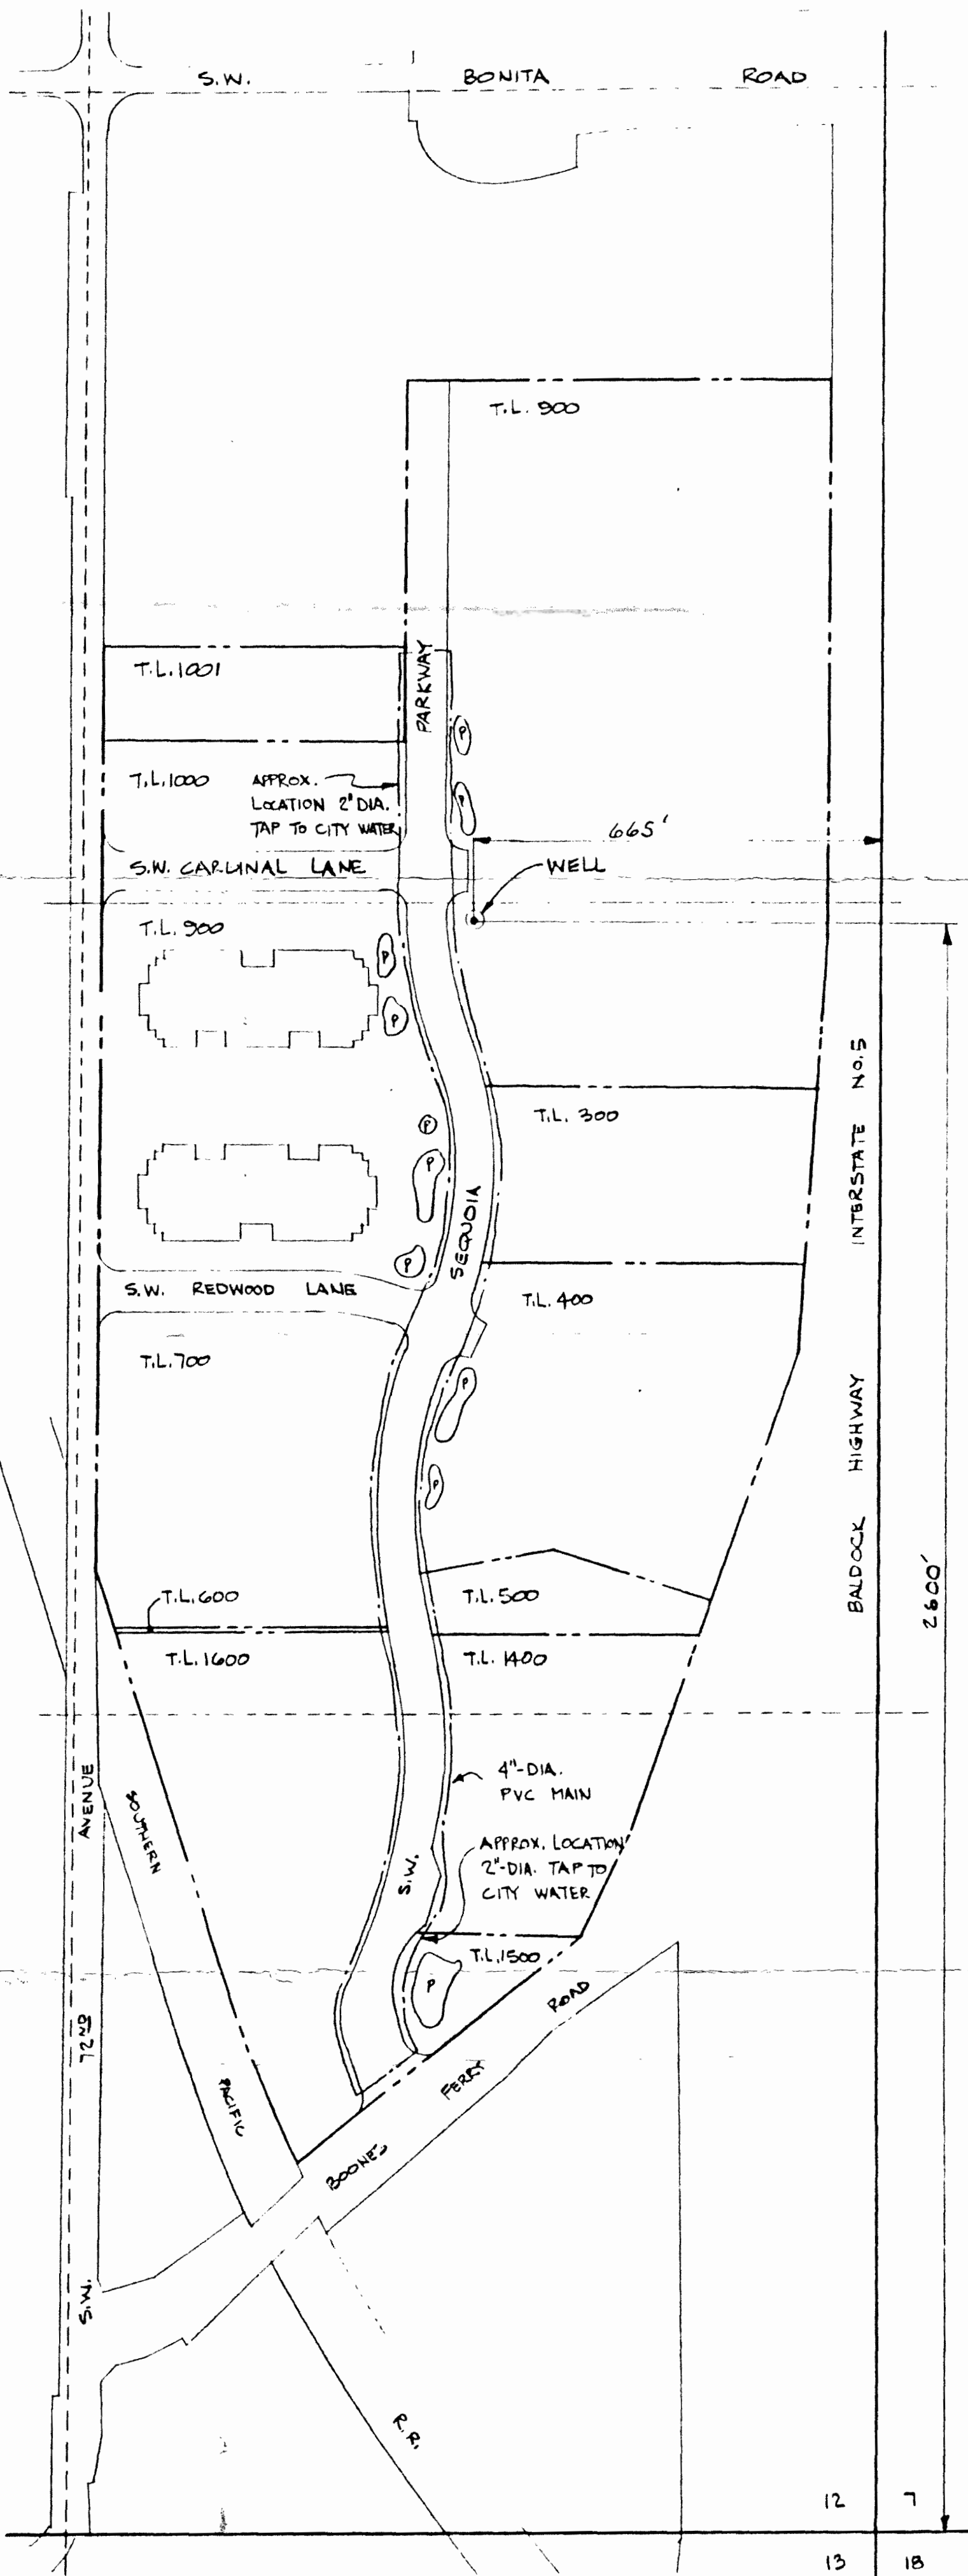 S.W. BONITA ROAD
T.L. 900
T.L. 1001
PARKWAY
P
T.L. 1000
APPROX.
LOCATION 2" DIA.
TAP TO CITY WATER
P
665'
S.W. CARDINAL LANE
WELL
T.L. 900
P
P
INTERSTATE NO.5
T.L. 300
P
P
SEQUOIA
P
S.W. REDWOOD LANE
T.L. 400
T.L. 700
P
BALDOCK HIGHWAY
P
2600'
T.L. 600
T.L. 500
T.L. 1600
T.L. 1400
4"-DIA.
PVC MAIN
SOUTHERN
PACIFIC
S.W.
APPROX. LOCATION
2"-DIA. TAP TO
CITY WATER
T.L. 1500
P
S.W. 72ND AVENUE
BOONES FERRY ROAD
R.R.
12 7
13 18